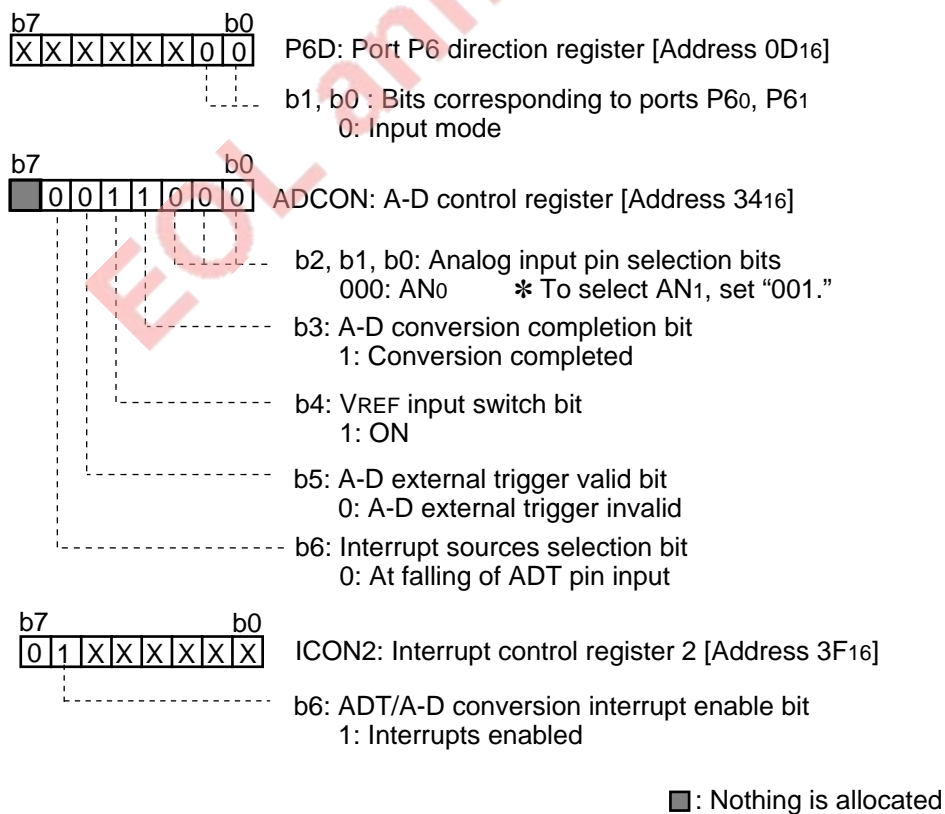 b7 b0
X X X X X X 0 0 P6D: Port P6 direction register [Address 0D16]
b1, b0 : Bits corresponding to ports P60, P61
0: Input mode
b7 b0
0 0 1 1 0 0 0 ADCON: A-D control register [Address 3416]
b2, b1, b0: Analog input pin selection bits
000: AN0 ✽ To select AN1, set “001.”
b3: A-D conversion completion bit
1: Conversion completed
b4: VREF input switch bit
1: ON
b5: A-D external trigger valid bit
0: A-D external trigger invalid
b6: Interrupt sources selection bit
0: At falling of ADT pin input
b7 b0
0 1 X X X X X X ICON2: Interrupt control register 2 [Address 3F16]
b6: ADT/A-D conversion interrupt enable bit
1: Interrupts enabled
: Nothing is allocated
EOL ann